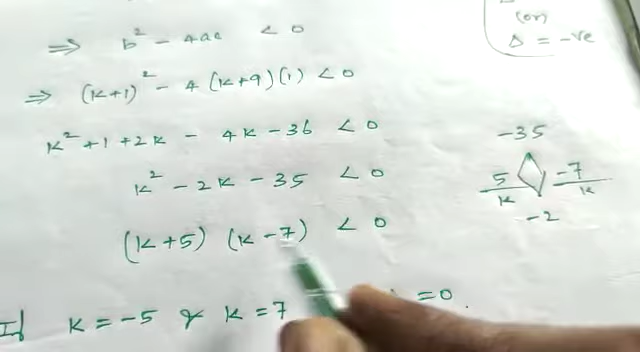 ⇒ b² - 4ac < 0
(or)
Δ = -ve
⇒ (k+1)² - 4(k+9)(1) < 0
k² + 1 + 2k - 4k - 36 < 0
k² - 2k - 35 < 0
(k+5) (k-7) < 0
-35
5/k -7/k
-2
If k = -5 & k = 7 = 0.